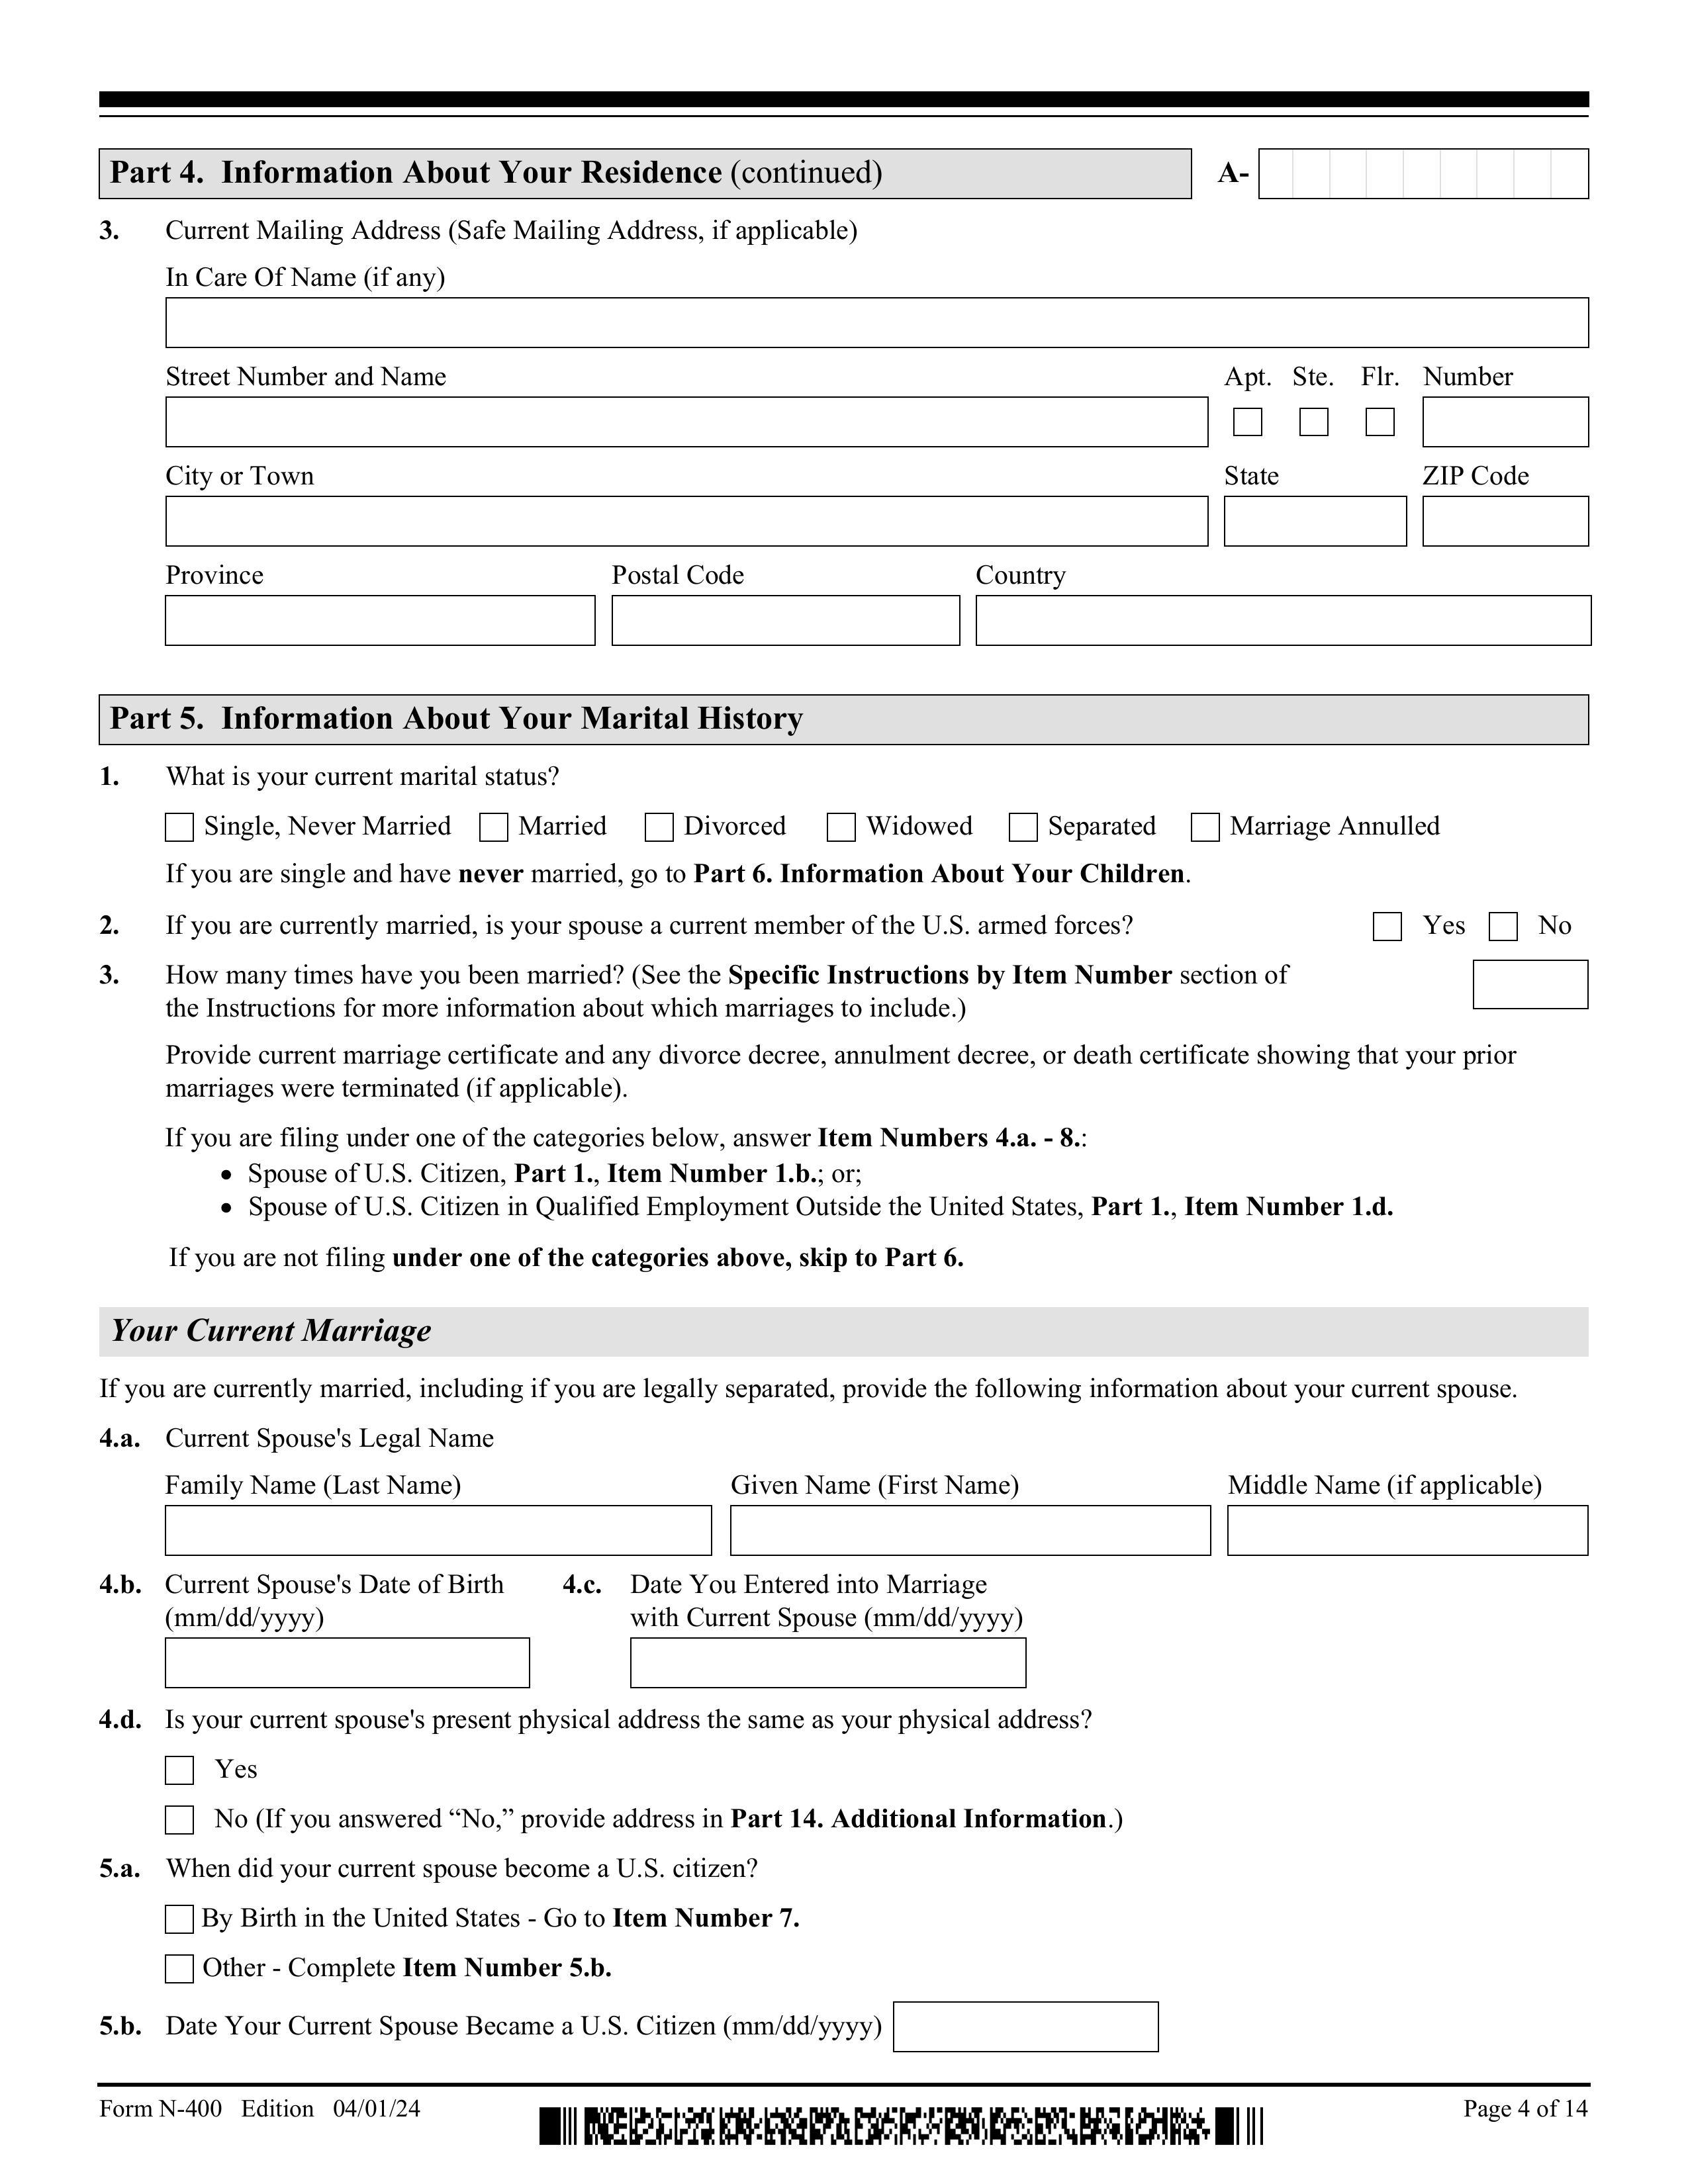 Part 4.  Information About Your Residence (continued)
A-
3. Current Mailing Address (Safe Mailing Address, if applicable)
In Care Of Name (if any)
Street Number and Name Apt. Ste. Flr. Number
City or Town State ZIP Code
Province Postal Code Country
Part 5.  Information About Your Marital History
1. What is your current marital status?
Single, Never Married Married Divorced Widowed Separated Marriage Annulled
If you are single and have never married, go to Part 6. Information About Your Children.
2. If you are currently married, is your spouse a current member of the U.S. armed forces? Yes No
3. How many times have you been married? (See the Specific Instructions by Item Number section of
the Instructions for more information about which marriages to include.)
Provide current marriage certificate and any divorce decree, annulment decree, or death certificate showing that your prior
marriages were terminated (if applicable).
If you are filing under one of the categories below, answer Item Numbers 4.a. - 8.:
• Spouse of U.S. Citizen, Part 1., Item Number 1.b.; or;
• Spouse of U.S. Citizen in Qualified Employment Outside the United States, Part 1., Item Number 1.d.
If you are not filing under one of the categories above, skip to Part 6.
Your Current Marriage
If you are currently married, including if you are legally separated, provide the following information about your current spouse.
4.a. Current Spouse's Legal Name
Family Name (Last Name) Given Name (First Name) Middle Name (if applicable)
4.b. Current Spouse's Date of Birth 4.c. Date You Entered into Marriage
(mm/dd/yyyy) with Current Spouse (mm/dd/yyyy)
4.d. Is your current spouse's present physical address the same as your physical address?
Yes
No (If you answered “No,” provide address in Part 14. Additional Information.)
5.a. When did your current spouse become a U.S. citizen?
By Birth in the United States - Go to Item Number 7.
Other - Complete Item Number 5.b.
5.b. Date Your Current Spouse Became a U.S. Citizen (mm/dd/yyyy)
Form N-400 Edition 04/01/24 Page 4 of 14